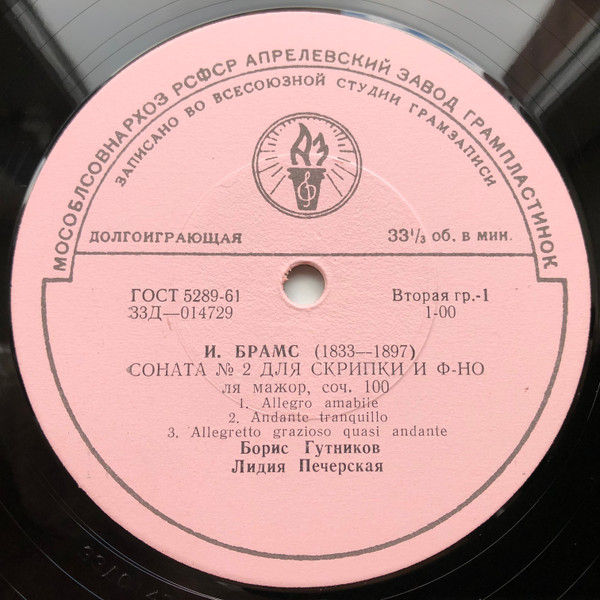 МОСОБЛСОВНАРХОЗ РСФСР АПРЕЛЕВСКИЙ ЗАВОД ГРАМПЛАСТИНОК
ЗАПИСАНО ВО ВСЕСОЮЗНОЙ СТУДИИ ГРАМЗАПИСИ
АЗ
ДОЛГОИГРАЮЩАЯ 33⅓ об. в мин.
ГОСТ 5289-61 Вторая гр.-1
33Д—014729 1-00
И. БРАМС (1833—1897)
СОНАТА № 2 ДЛЯ СКРИПКИ И Ф-НО
ля мажор, соч. 100
1. Allegro amabile
2. Andante tranquillo
3. Allegretto grazioso quasi andante
Борис Гутников
Лидия Печерская